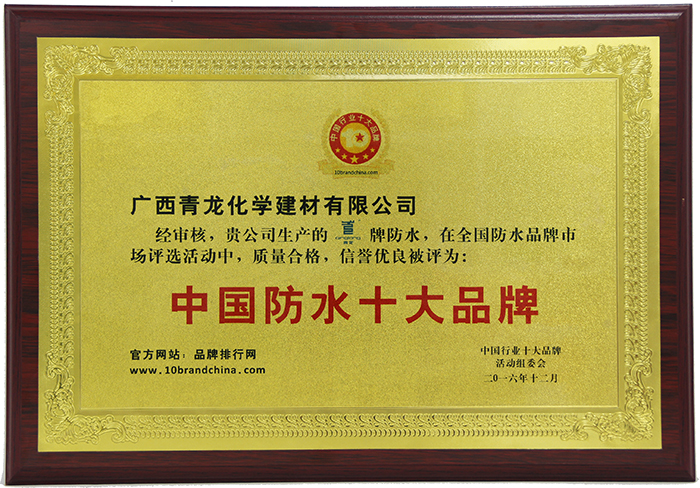 中国行业十大品牌
10brandchina.com
广西青龙化学建材有限公司
经审核，贵公司生产的 青龙 牌防水，在全国防水品牌市
场评选活动中，质量合格，信誉优良被评为：
中国防水十大品牌
官方网站：品牌排行网
www.10brandchina.com
中国行业十大品牌
活动组委会
二0一六年十二月